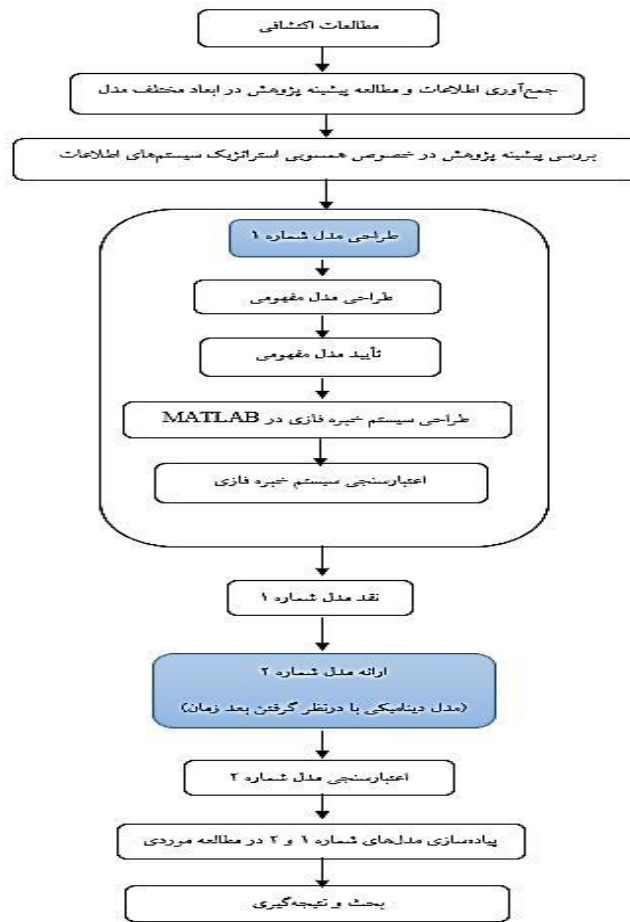 مطالعات اکتشافی
جمع‌آوری اطلاعات و مطالعه پیشینه پژوهش در ابعاد مختلف مدل
بررسی پیشینه پژوهش در خصوص همسویی استراتژیک سیستم‌های اطلاعات
طراحی مدل شماره ۱
طراحی مدل مفهومی
تأیید مدل مفهومی
طراحی سیستم خبره فازی در MATLAB
اعتبارسنجی سیستم خبره فازی
نقد مدل شماره ۱
ارائه مدل شماره ۲
(مدل دینامیکی با درنظر گرفتن بعد زمان)
اعتبارسنجی مدل شماره ۲
پیاده‌سازی مدل‌های شماره ۱ و ۲ در مطالعه موردی
بحث و نتیجه‌گیری